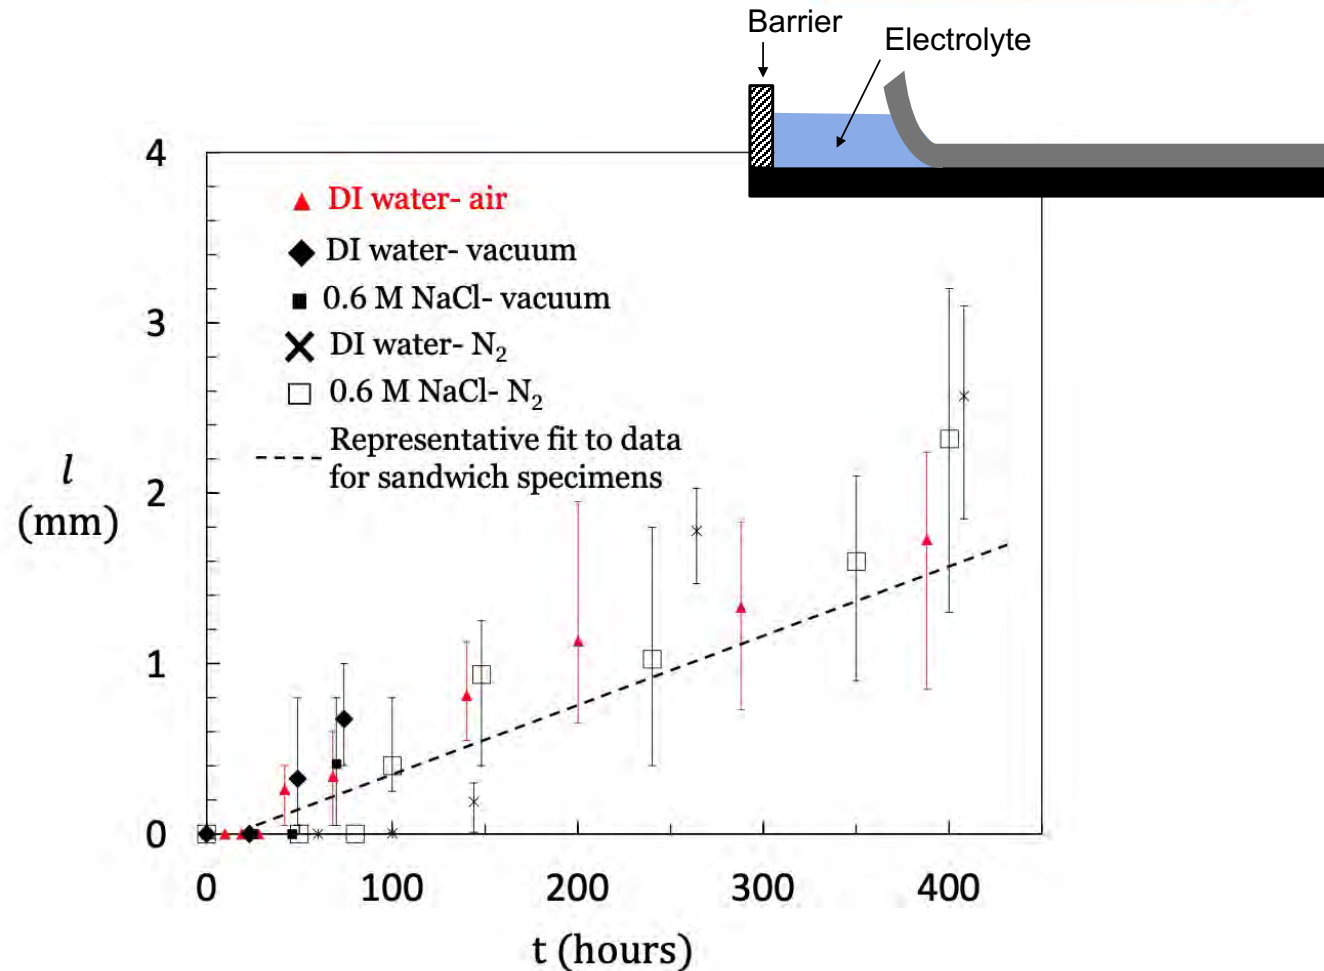 Barrier
Electrolyte
4
3
2
1
0
l
(mm)
DI water- air
DI water- vacuum
0.6 M NaCl- vacuum
DI water- N₂
0.6 M NaCl- N₂
Representative fit to data
for sandwich specimens
0 100 200 300 400
t (hours)